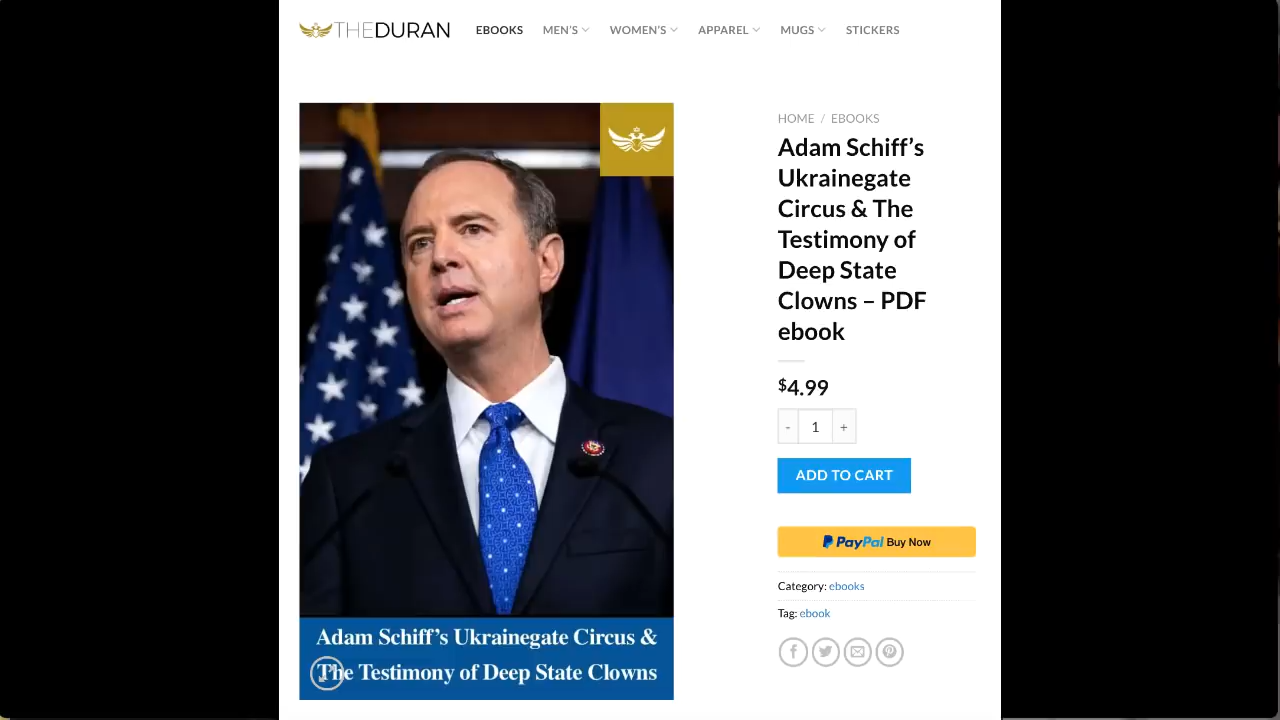 THEDURAN EBOOKS MEN'S WOMEN'S APPAREL MUGS STICKERS
HOME / EBOOKS
Adam Schiff’s
Ukrainegate
Circus & The
Testimony of
Deep State
Clowns – PDF
ebook
$4.99
- 1 +
ADD TO CART
PayPal Buy Now
Category: ebooks
Tag: ebook
Adam Schiff’s Ukrainegate Circus &
The Testimony of Deep State Clowns